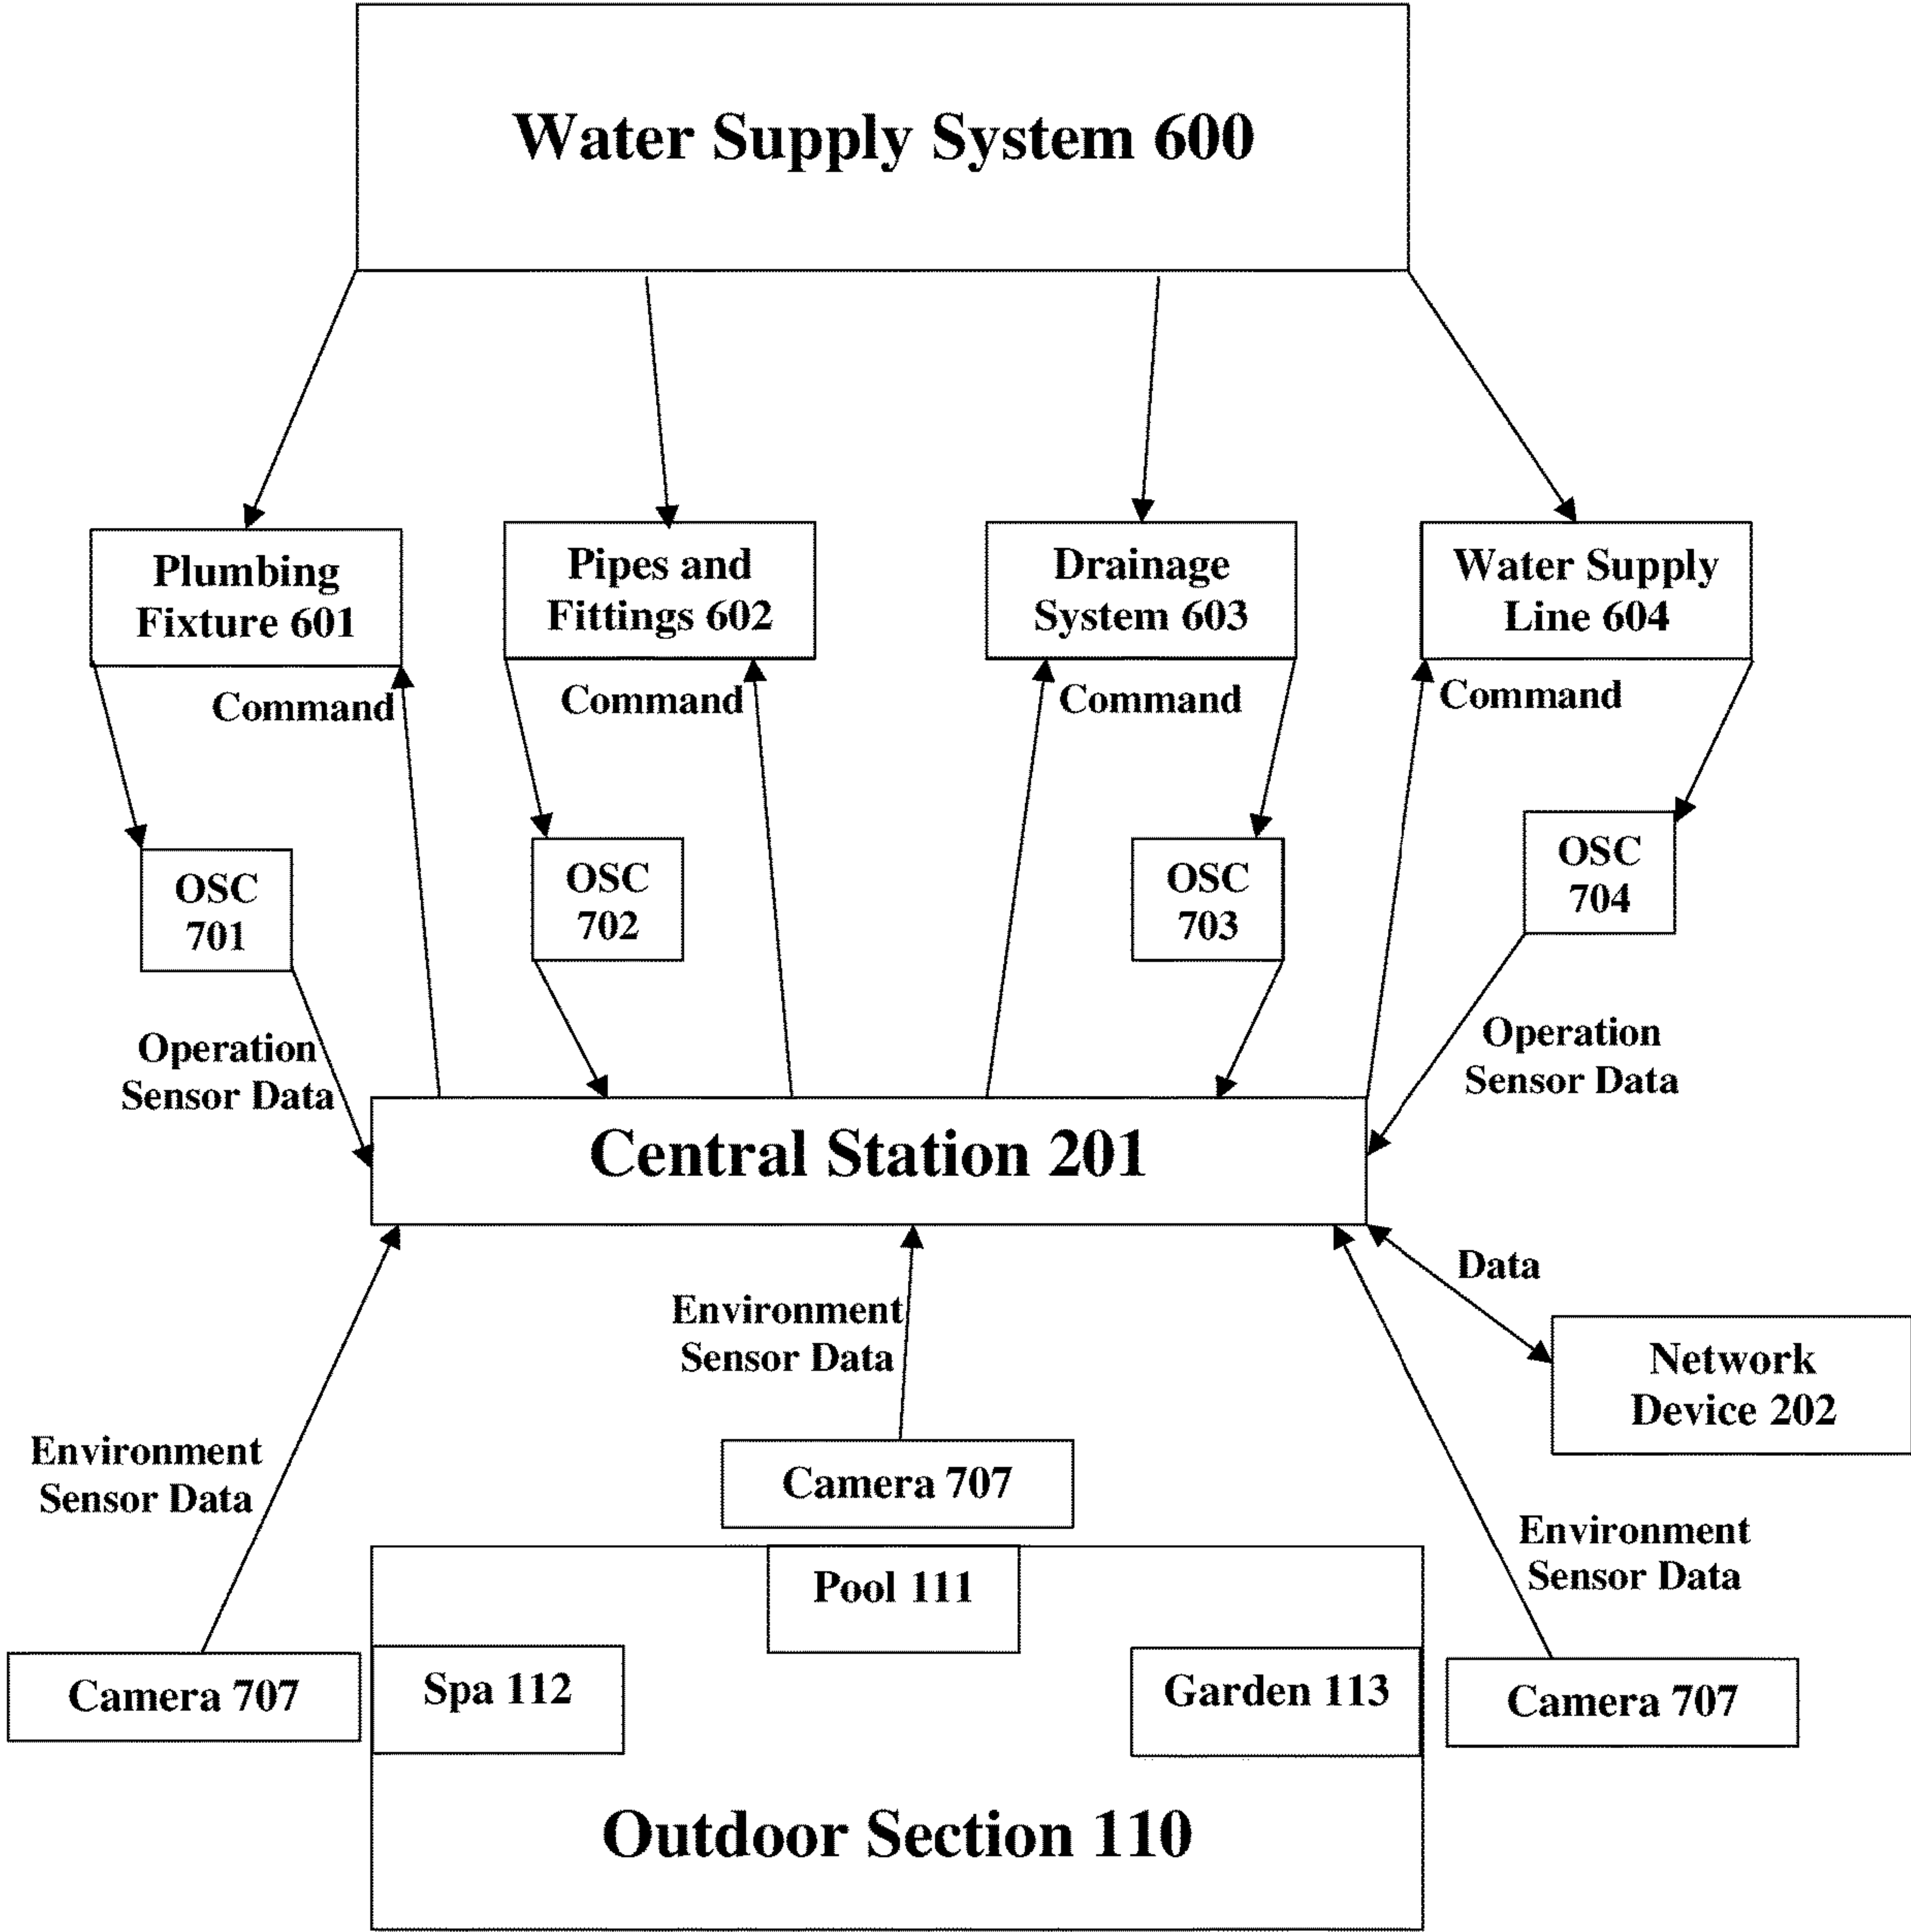 Water Supply System 600
Plumbing
Fixture 601
Pipes and
Fittings 602
Drainage
System 603
Water Supply
Line 604
Command
Command
Command
Command
OSC
701
OSC
702
OSC
703
OSC
704
Operation
Sensor Data
Operation
Sensor Data
Central Station 201
Data
Environment
Sensor Data
Network
Device 202
Environment
Sensor Data
Camera 707
Environment
Sensor Data
Pool 111
Camera 707
Spa 112
Garden 113
Camera 707
Outdoor Section 110